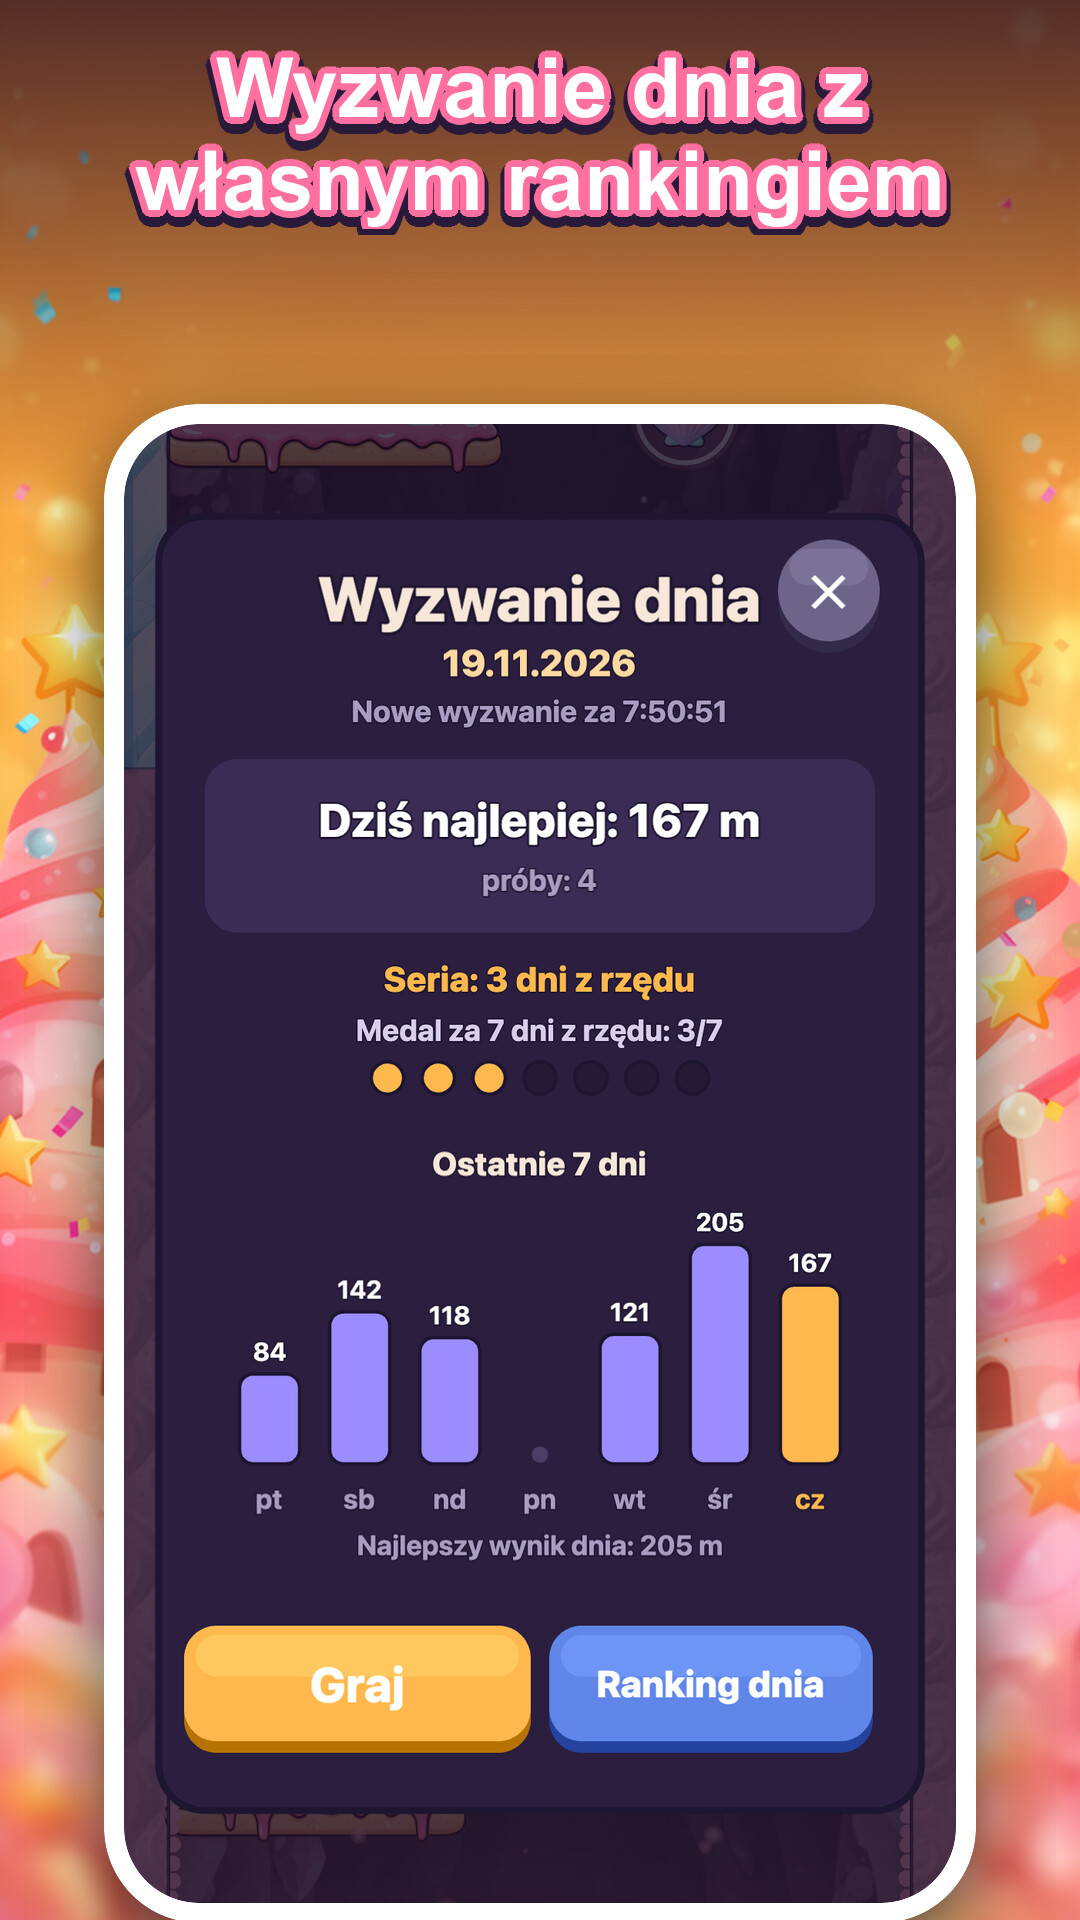 Wyzwanie dnia z
własnym rankingiem
Wyzwanie dnia
19.11.2026
Nowe wyzwanie za 7:50:51
Dziś najlepiej: 167 m
próby: 4
Seria: 3 dni z rzędu
Medal za 7 dni z rzędu: 3/7
Ostatnie 7 dni
84 142 118 121 205 167
pt sb nd pn wt śr cz
Najlepszy wynik dnia: 205 m
Graj
Ranking dnia